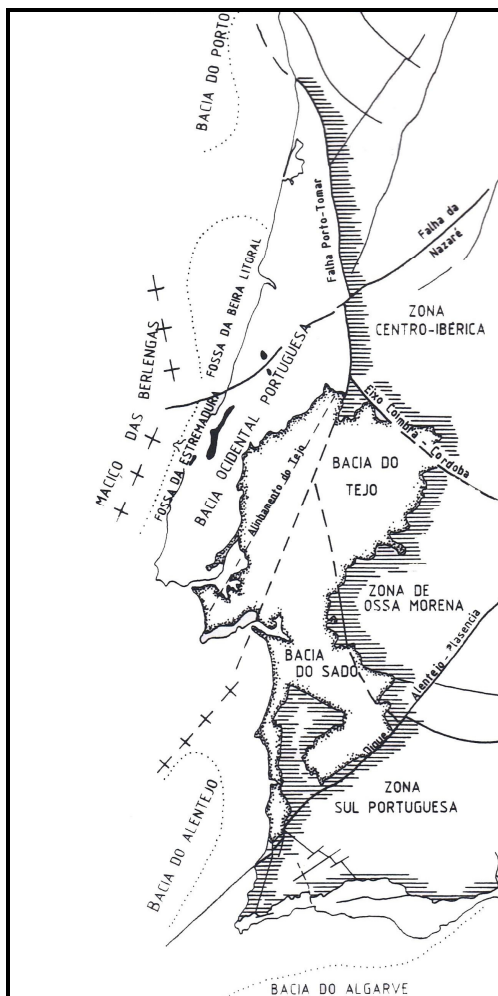 BACIA DO PORTO
Falha Porto-Tomar
Falha da
Nazaré
FOSSA DA BEIRA LITORAL
ZONA
CENTRO-IBÉRICA
MACIÇO DAS BERLENGAS
FOSSA DA ESTREMADURA
BACIA OCIDENTAL PORTUGUESA
Eixo Coimbra - Cordoba
Alinhamento do Tejo
BACIA DO
TEJO
ZONA DE
OSSA MORENA
BACIA
DO SADO
Dique Alentejo-Plasencia
ZONA
SUL PORTUGUESA
BACIA DO ALENTEJO
BACIA DO ALGARVE